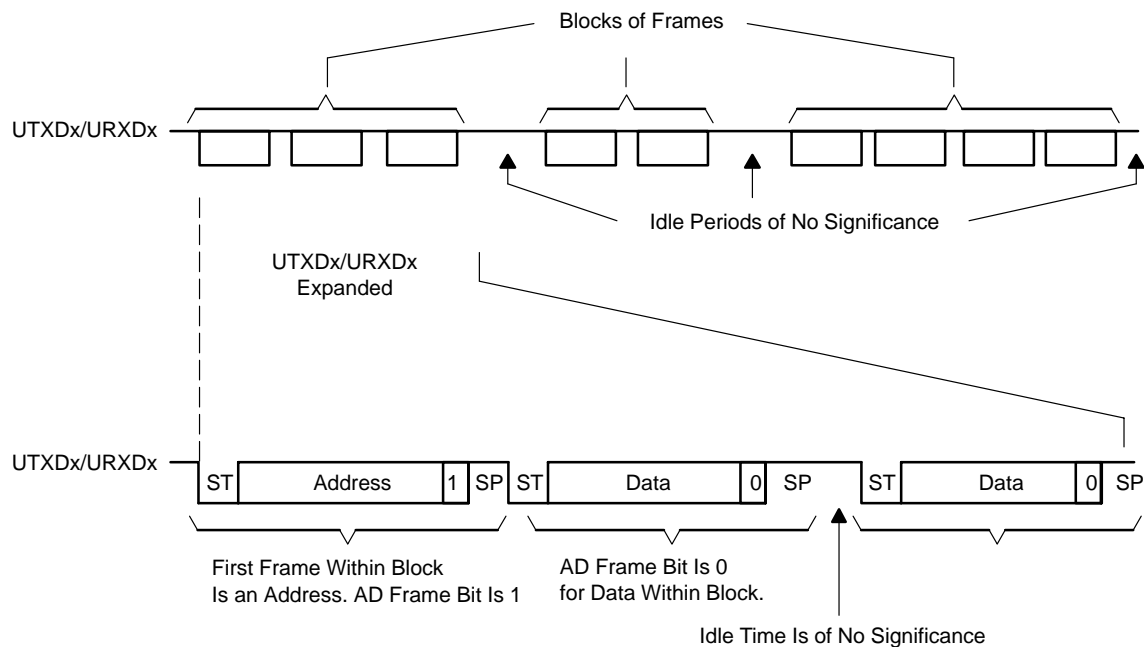 Blocks of Frames
UTXDx/URXDx
Idle Periods of No Significance
UTXDx/URXDx
Expanded
UTXDx/URXDx
ST Address 1 SP ST Data 0 SP ST Data 0 SP
First Frame Within Block
Is an Address. AD Frame Bit Is 1
AD Frame Bit Is 0
for Data Within Block.
Idle Time Is of No Significance